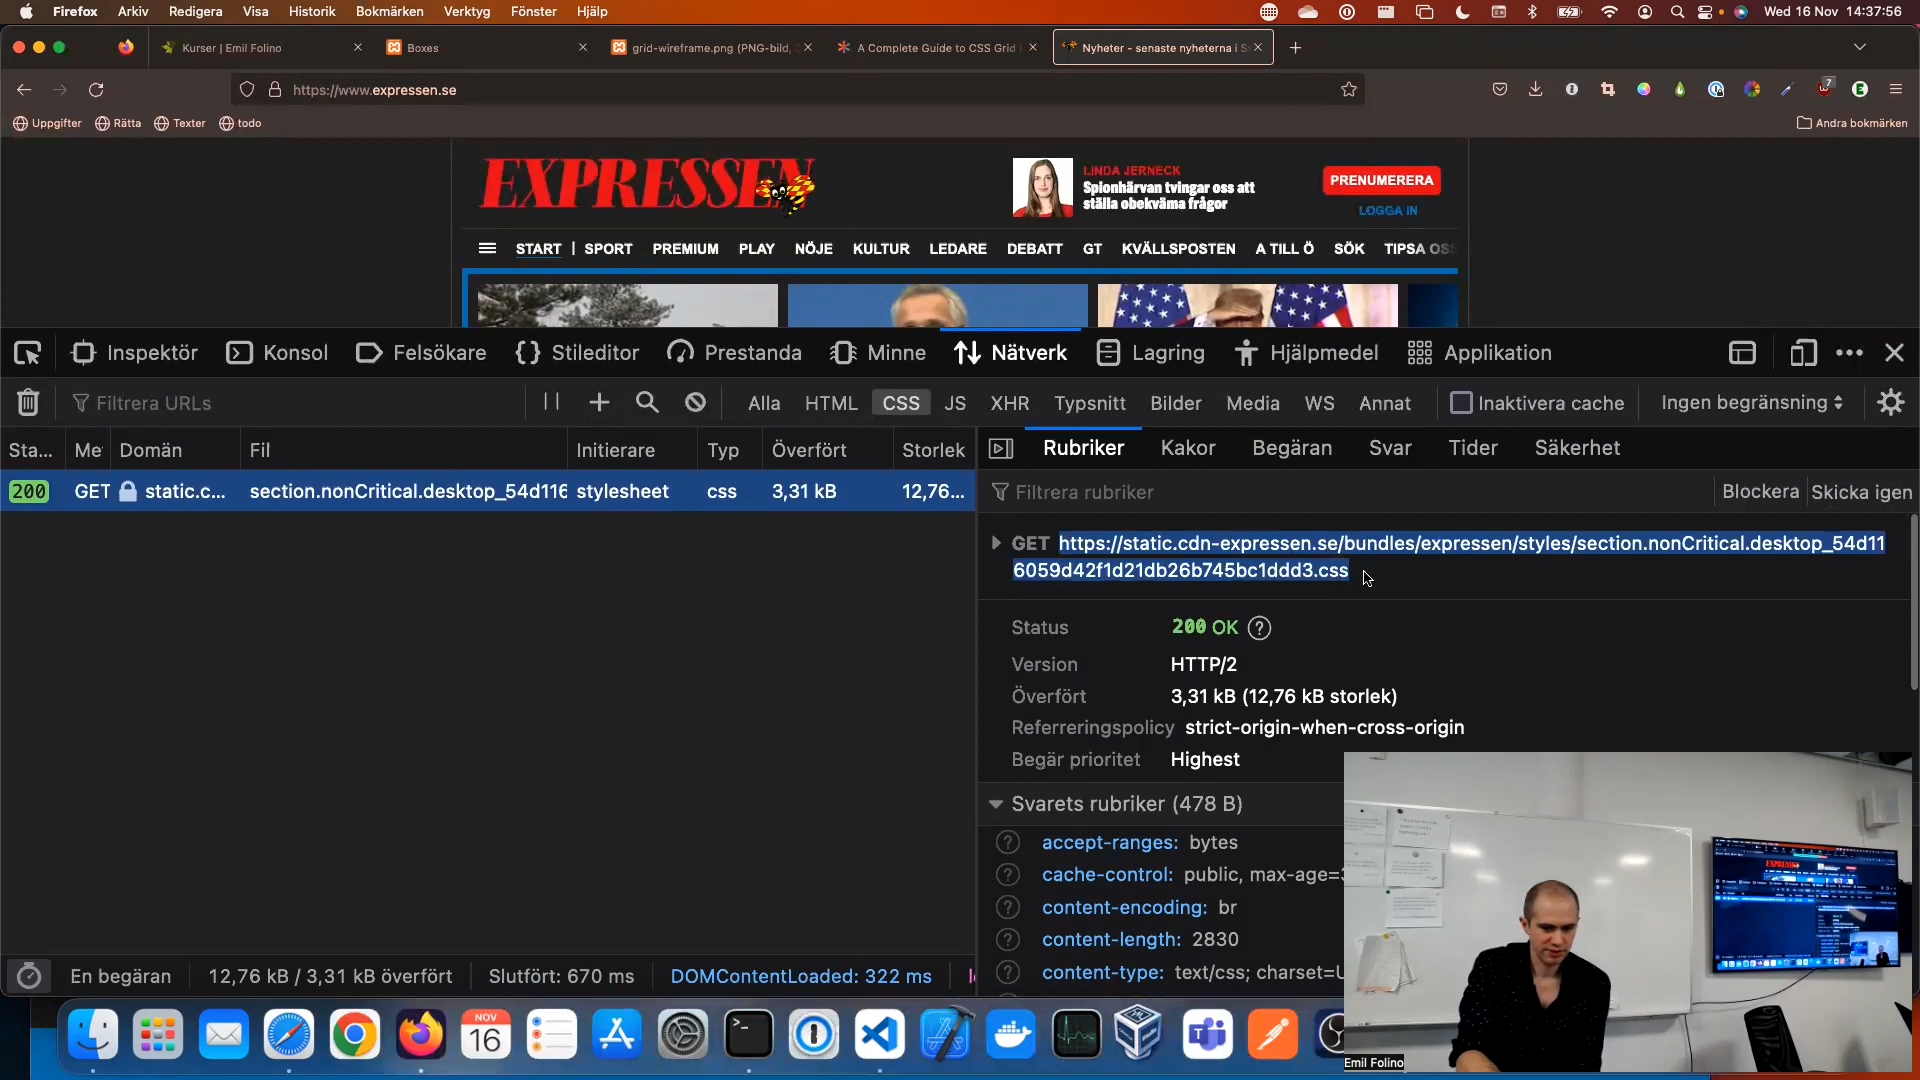 Firefox Arkiv Redigera Visa Historik Bokmärken Verktyg Fönster Hjälp Wed 16 Nov 14:37:56
Kurser | Emil Folino Boxes grid-wireframe.png (PNG-bild, A Complete Guide to CSS Grid Nyheter - senaste nyheterna i S
https://www.expressen.se 7
Uppgifter Rätta Texter todo Andra bokmärken
EXPRESSEN
LINDA JERNECK
Spionhärvan tvingar oss att
ställa obekväma frågor
PRENUMERERA
LOGGA IN
START | SPORT PREMIUM PLAY NÖJE KULTUR LEDARE DEBATT GT KVÄLLSPOSTEN A TILL Ö SÖK TIPSA OSS
Inspektör Konsol Felsökare Stileditor Prestanda Minne Nätverk Lagring Hjälpmedel Applikation
Filtrera URLs Alla HTML CSS JS XHR Typsnitt Bilder Media WS Annat Inaktivera cache Ingen begränsning
Sta... Me Domän Fil Initierare Typ Överfört Storlek
200 GET static.c... section.nonCritical.desktop_54d116 stylesheet css 3,31 kB 12,76...
Rubriker Kakor Begäran Svar Tider Säkerhet
Filtrera rubriker Blockera Skicka igen
GET https://static.cdn-expressen.se/bundles/expressen/styles/section.nonCritical.desktop_54d11
6059d42f1d21db26b745bc1ddd3.css
Status 200 OK
Version HTTP/2
Överfört 3,31 kB (12,76 kB storlek)
Referreringspolicy strict-origin-when-cross-origin
Begär prioritet Highest
Svarets rubriker (478 B)
accept-ranges: bytes
cache-control: public, max-age=3
content-encoding: br
content-length: 2830
content-type: text/css; charset=U
En begäran 12,76 kB / 3,31 kB överfört Slutfört: 670 ms DOMContentLoaded: 322 ms
NOV
16
Emil Folino
EXPRESSEN